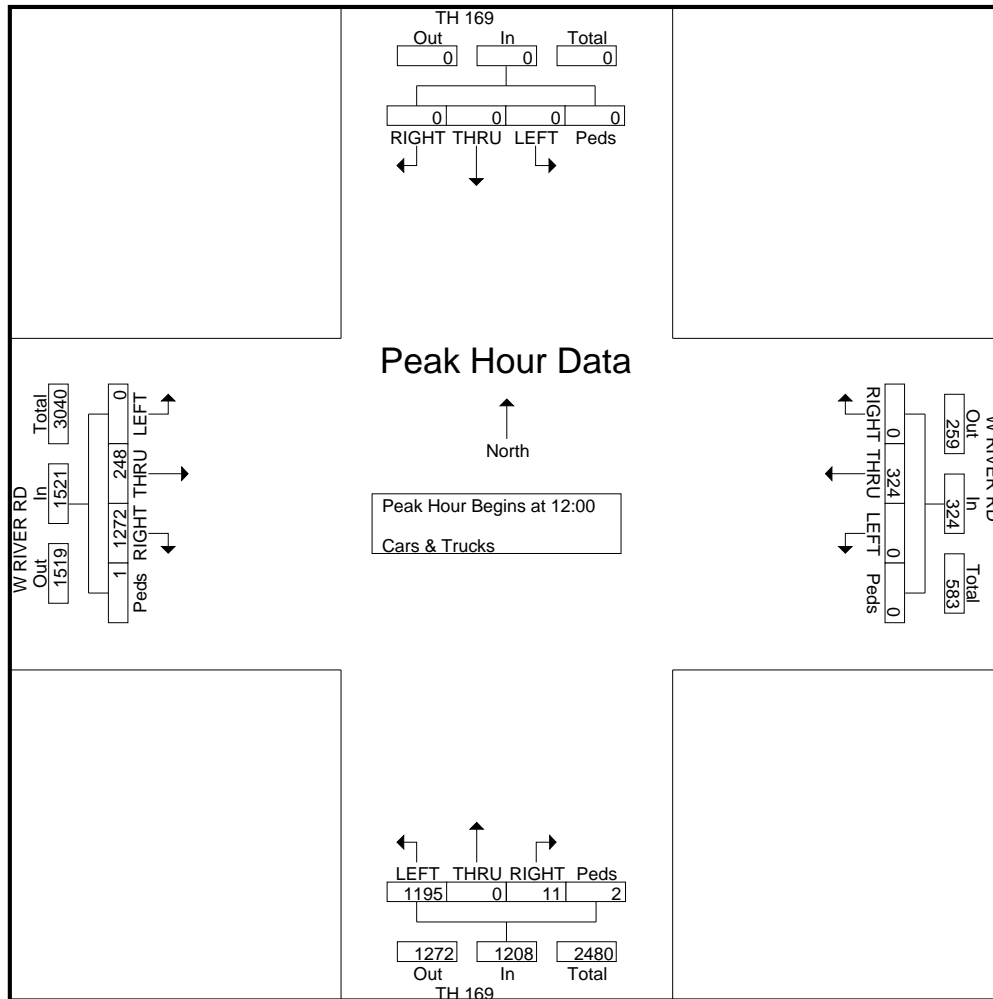 TH 169
Out In Total
0 0 0
0 0 0 0
RIGHT THRU LEFT Peds
Peak Hour Data
North
Peak Hour Begins at 12:00
Cars & Trucks
W RIVER RD
Out In Total
1519 1521 3040
1 1272 248 0
Peds RIGHT THRU LEFT
W RIVER RD
Out In Total
259 324 583
0 324 0 0
RIGHT THRU LEFT Peds
LEFT THRU RIGHT Peds
1195 0 11 2
1272 1208 2480
Out In Total
TH 169